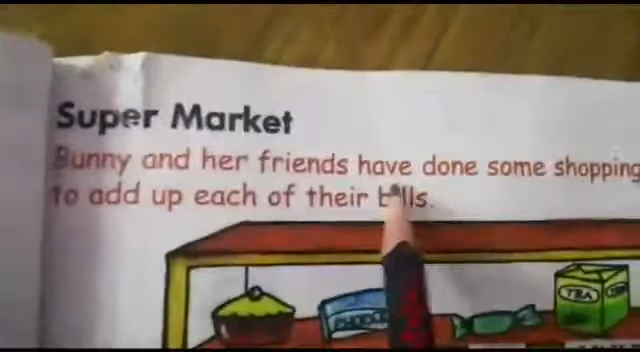 Super Market
Bunny and her friends have done some shopping
to add up each of their bills.
TEA